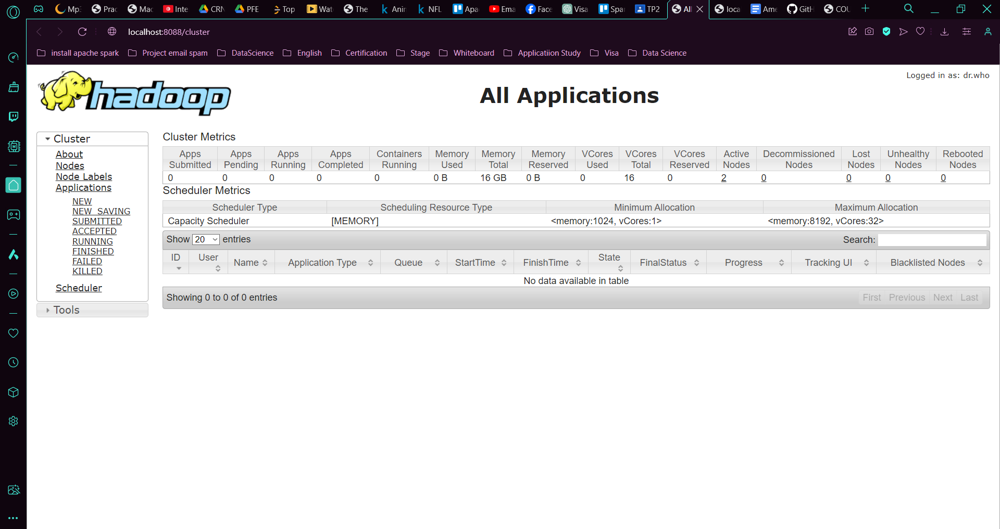 Mp3
Prac
Mac
Inte
CRN
PFE
Top
Wat
The
Anin
NFL
Apa
Ema
Face
Visa
Spar
TP2
All
loca
Ame
GitH
COU
localhost:8088/cluster
install apache spark
Project email spam
DataScience
English
Certification
Stage
Whiteboard
Applicatiion Study
Visa
Data Science
hadoop
All Applications
Logged in as: dr.who
Cluster
About
Nodes
Node Labels
Applications
NEW
NEW_SAVING
SUBMITTED
ACCEPTED
RUNNING
FINISHED
FAILED
KILLED
Scheduler
Tools
Cluster Metrics
Apps Submitted
Apps Pending
Apps Running
Apps Completed
Containers Running
Memory Used
Memory Total
Memory Reserved
VCores Used
VCores Total
VCores Reserved
Active Nodes
Decommissioned Nodes
Lost Nodes
Unhealthy Nodes
Rebooted Nodes
0 0 0 0 0 0 B 16 GB 0 B 0 16 0 2 0 0 0 0
Scheduler Metrics
Scheduler Type Scheduling Resource Type Minimum Allocation Maximum Allocation
Capacity Scheduler [MEMORY] <memory:1024, vCores:1> <memory:8192, vCores:32>
Show 20 entries Search:
ID User Name Application Type Queue StartTime FinishTime State FinalStatus Progress Tracking UI Blacklisted Nodes
No data available in table
Showing 0 to 0 of 0 entries First Previous Next Last